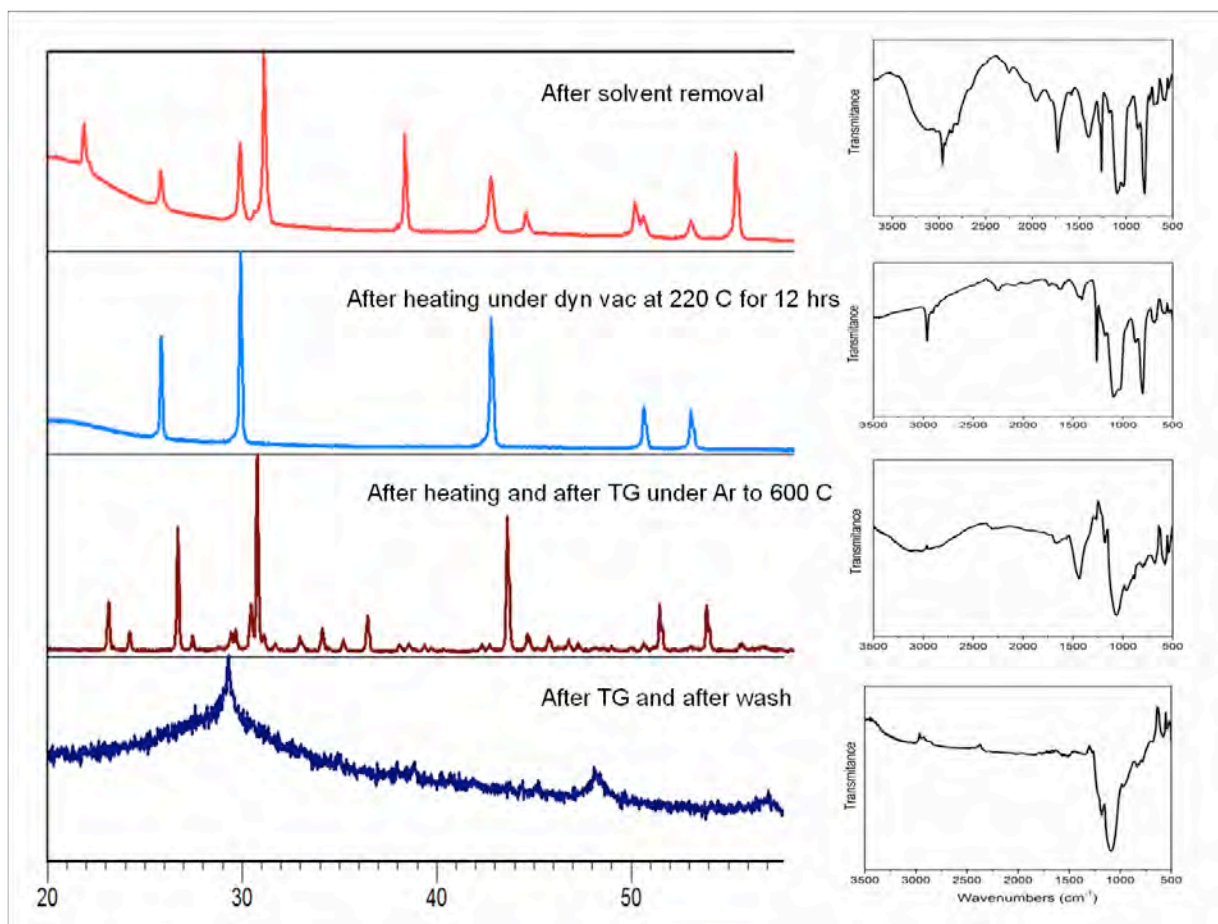 After solvent removal
After heating under dyn vac at 220 C for 12 hrs
After heating and after TG under Ar to 600 C
After TG and after wash
20 30 40 50
Transmitance
3500 3000 2500 2000 1500 1000 500
Transmitance
3500 3000 2500 2000 1500 1000 500
Transmitance
3500 3000 2500 2000 1500 1000 500
Transmitance
3500 3000 2500 2000 1500 1000 500
Wavenumbers (cm⁻¹)